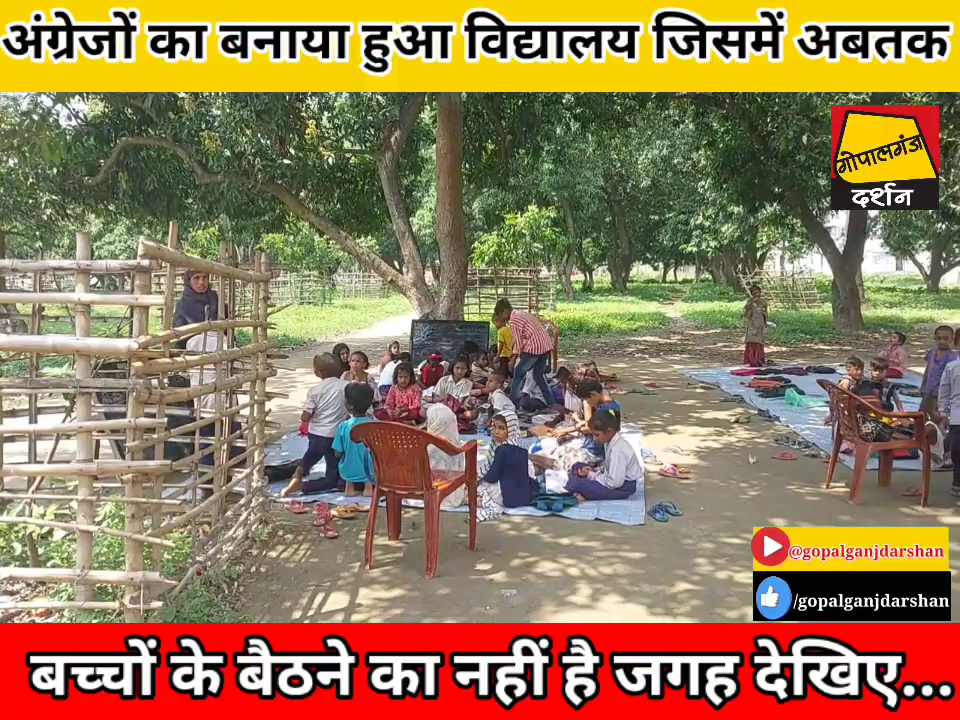 अंग्रेजों का बनाया हुआ विद्यालय जिसमें अबतक
गोपालगंज
दर्शन
@gopalganjdarshan
/gopalganjdarshan
बच्चों के बैठने का नहीं है जगह देखिए...